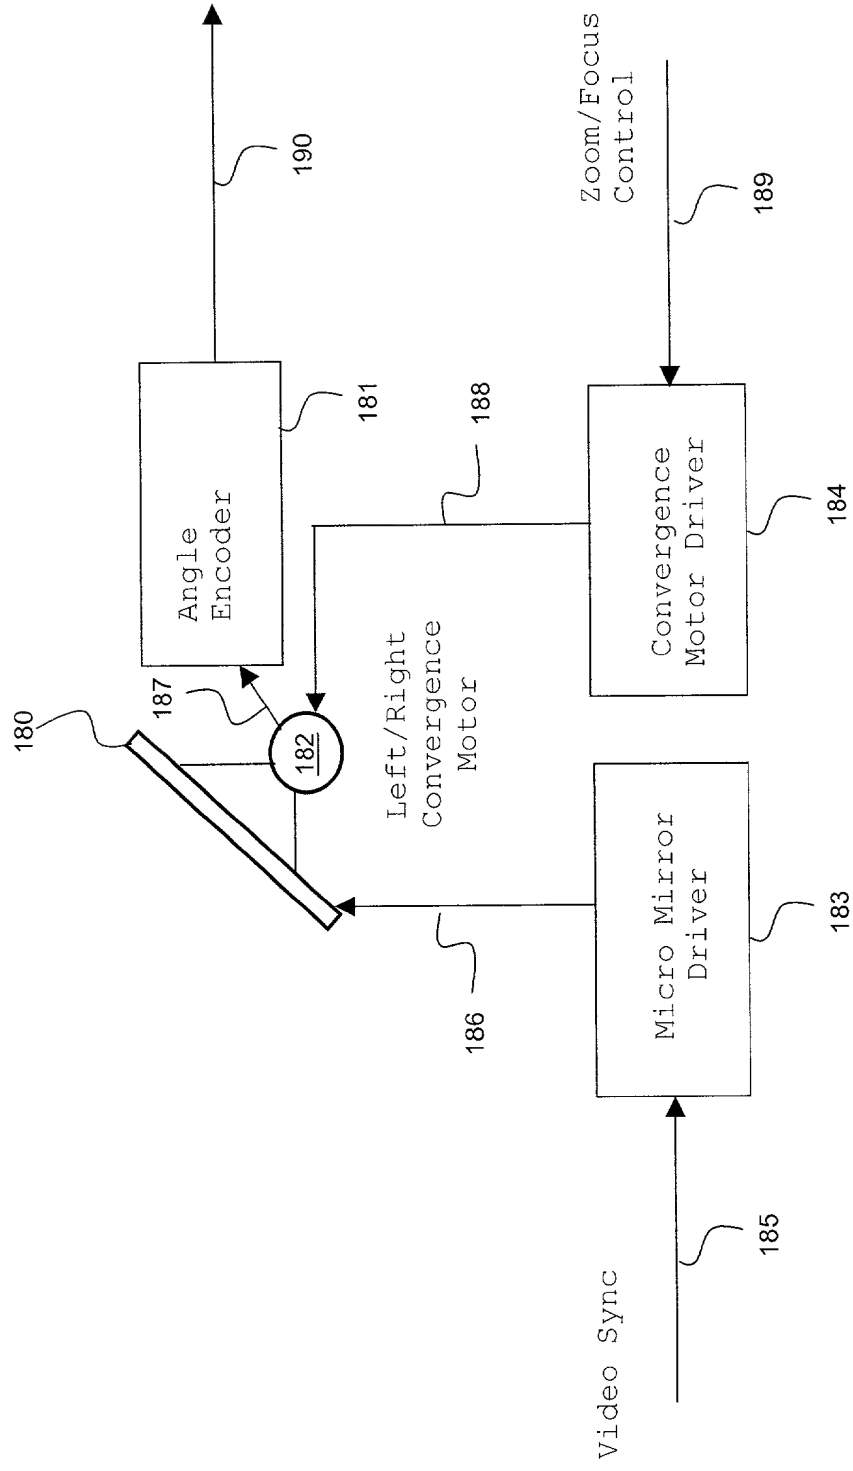 180
187
182
Angle
Encoder
181
190
Left/Right
Convergence
Motor
188
186
Video Sync
185
Micro Mirror
Driver
183
Convergence
Motor Driver
184
Zoom/Focus
Control
189